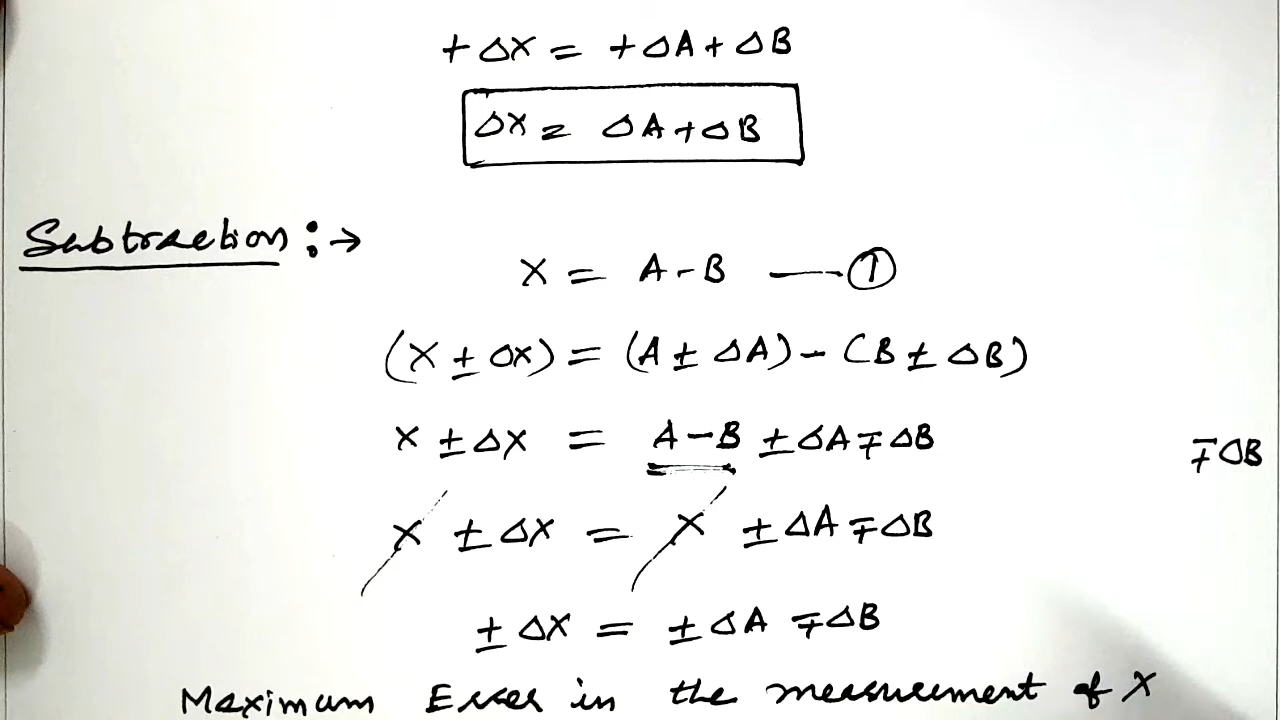 + ΔX = + ΔA + ΔB
ΔX = ΔA + ΔB
Subtraction :→
X = A - B —— ①
(X ± ΔX) = (A ± ΔA) - (B ± ΔB)
X ± ΔX = A - B ± ΔA ∓ ΔB
∓ ΔB
X ± ΔX = X ± ΔA ∓ ΔB
± ΔX = ± ΔA ∓ ΔB
Maximum Error in the measurement of X